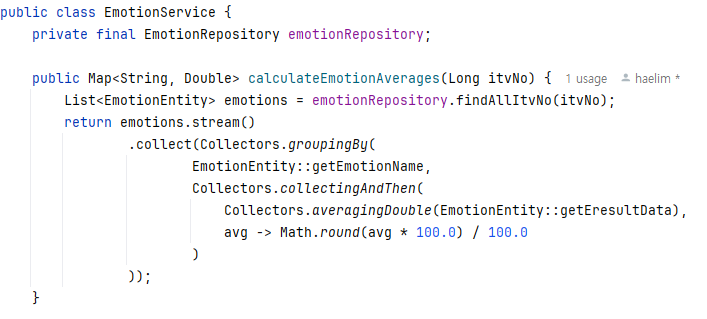 public class EmotionService {
    private final EmotionRepository emotionRepository;

    public Map<String, Double> calculateEmotionAverages(Long itvNo) {  1 usage  haelim *
        List<EmotionEntity> emotions = emotionRepository.findAllItvNo(itvNo);
        return emotions.stream()
                .collect(Collectors.groupingBy(
                        EmotionEntity::getEmotionName,
                        Collectors.collectingAndThen(
                            Collectors.averagingDouble(EmotionEntity::getEresultData),
                            avg -> Math.round(avg * 100.0) / 100.0
                        )
                ));
    }